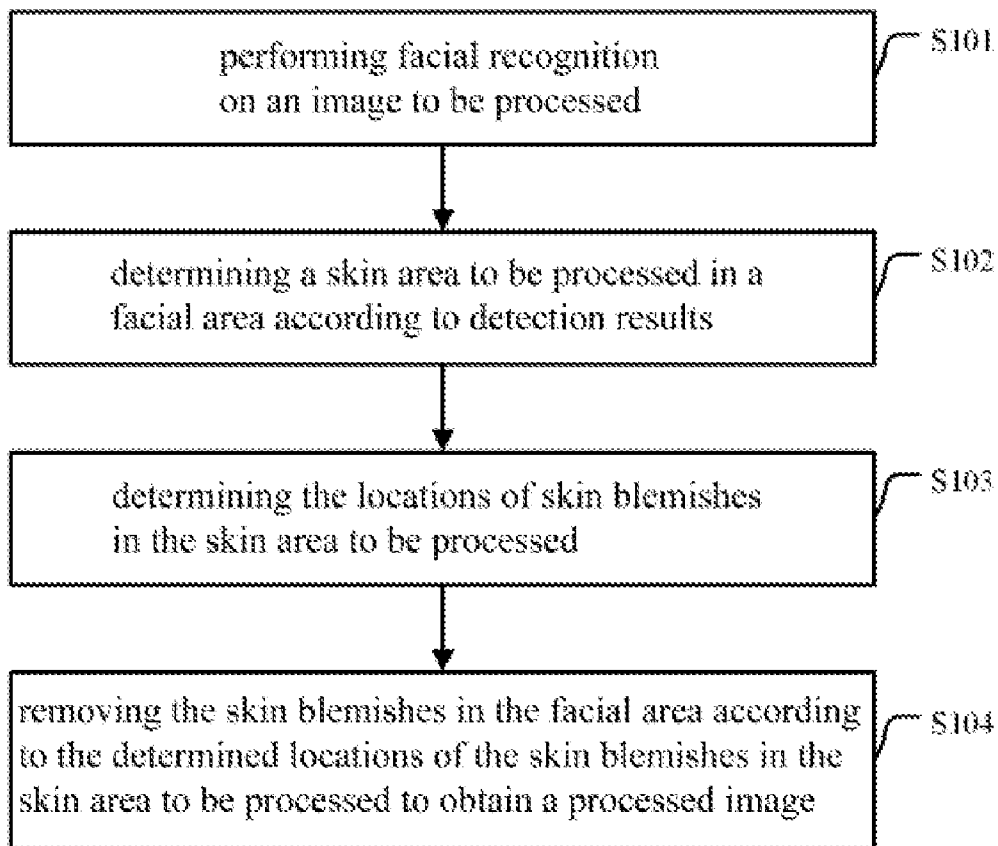 performing facial recognition
on an image to be processed
S101
determining a skin area to be processed in a
facial area according to detection results
S102
determining the locations of skin blemishes
in the skin area to be processed
S103
removing the skin blemishes in the facial area according
to the determined locations of the skin blemishes in the
skin area to be processed to obtain a processed image
S104